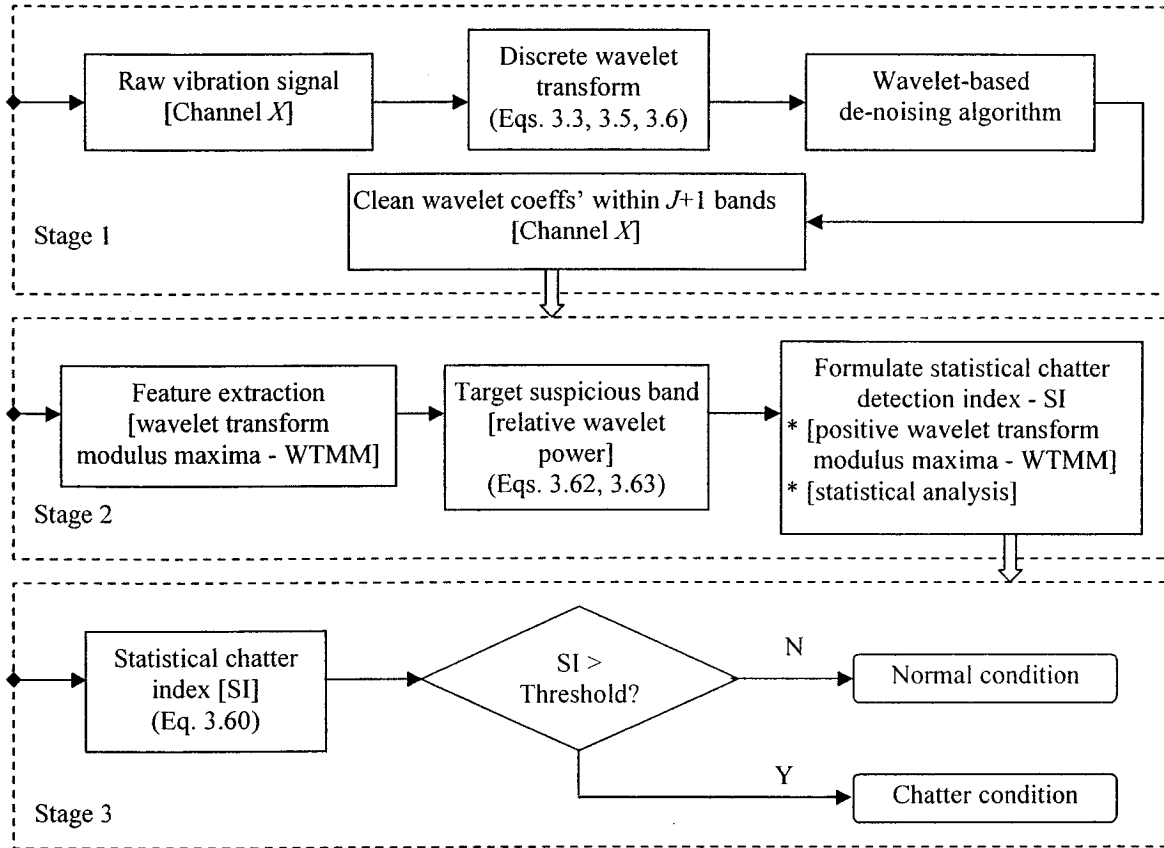 Raw vibration signal
[Channel X]
Discrete wavelet
transform
(Eqs. 3.3, 3.5, 3.6)
Wavelet-based
de-noising algorithm
Clean wavelet coeffs' within J+1 bands
[Channel X]
Stage 1
Feature extraction
[wavelet transform
modulus maxima - WTMM]
Target suspicious band
[relative wavelet
power]
(Eqs. 3.62, 3.63)
Formulate statistical chatter
detection index - SI
* [positive wavelet transform
modulus maxima - WTMM]
* [statistical analysis]
Stage 2
Statistical chatter
index [SI]
(Eq. 3.60)
SI >
Threshold?
N
Normal condition
Y
Chatter condition
Stage 3